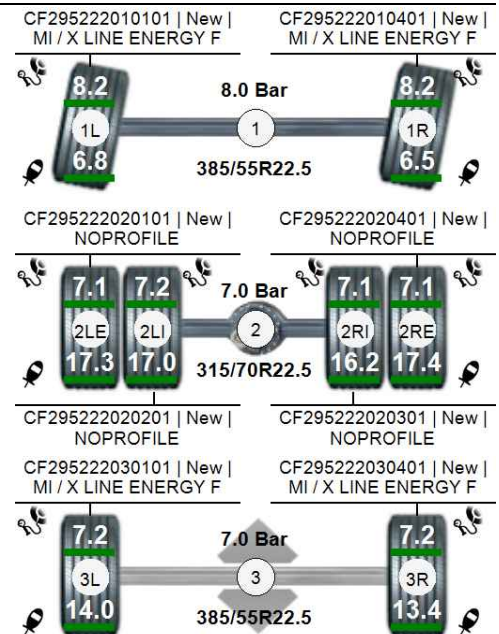 CF295222010101 | New |
MI / X LINE ENERGY F
CF295222010401 | New |
MI / X LINE ENERGY F
8.2
8.0 Bar
8.2
1L
1
1R
6.8
385/55R22.5
6.5
CF295222020101 | New |
NOPROFILE
CF295222020401 | New |
NOPROFILE
7.1
7.2
7.0 Bar
7.1
7.1
2LE
2LI
2
2RI
2RE
17.3
17.0
315/70R22.5
16.2
17.4
CF295222020201 | New |
NOPROFILE
CF295222020301 | New |
NOPROFILE
CF295222030101 | New |
MI / X LINE ENERGY F
CF295222030401 | New |
MI / X LINE ENERGY F
7.2
7.0 Bar
7.2
3L
3
3R
14.0
385/55R22.5
13.4